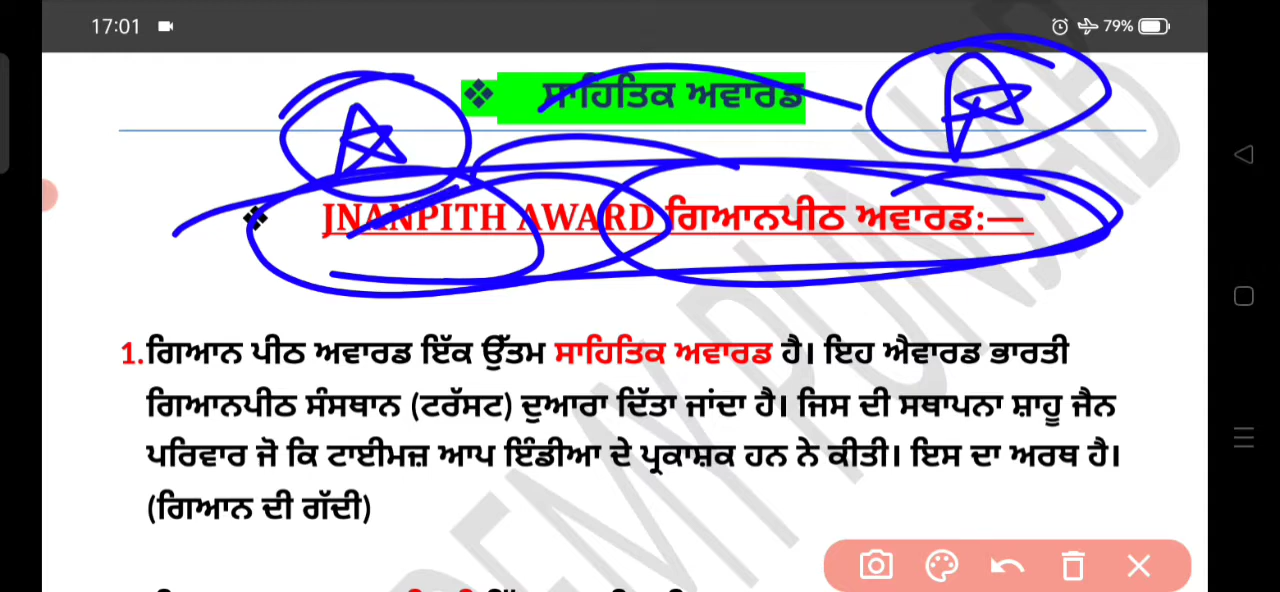 17:01
79%
❖ ਸਾਹਿਤਿਕ ਅਵਾਰਡ
❖ JNANPITH AWARD ਗਿਆਨਪੀਠ ਅਵਾਰਡ:—
1.ਗਿਆਨ ਪੀਠ ਅਵਾਰਡ ਇੱਕ ਉੱਤਮ ਸਾਹਿਤਿਕ ਅਵਾਰਡ ਹੈ। ਇਹ ਐਵਾਰਡ ਭਾਰਤੀ
ਗਿਆਨਪੀਠ ਸੰਸਥਾਨ (ਟਰੱਸਟ) ਦੁਆਰਾ ਦਿੱਤਾ ਜਾਂਦਾ ਹੈ। ਜਿਸ ਦੀ ਸਥਾਪਨਾ ਸ਼ਾਹੂ ਜੈਨ
ਪਰਿਵਾਰ ਜੋ ਕਿ ਟਾਈਮਜ਼ ਆਪ ਇੰਡੀਆ ਦੇ ਪ੍ਰਕਾਸ਼ਕ ਹਨ ਨੇ ਕੀਤੀ। ਇਸ ਦਾ ਅਰਥ ਹੈ।
(ਗਿਆਨ ਦੀ ਗੱਦੀ)